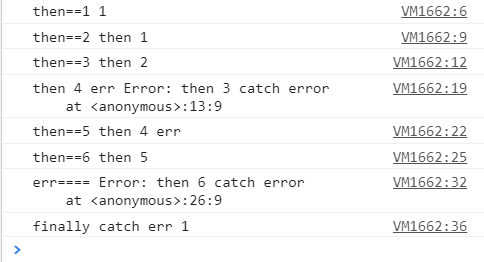 then==1 1 VM1662:6
then==2 then 1 VM1662:9
then==3 then 2 VM1662:12
then 4 err Error: then 3 catch error VM1662:19
at <anonymous>:13:9
then==5 then 4 err VM1662:22
then==6 then 5 VM1662:25
err==== Error: then 6 catch error VM1662:32
at <anonymous>:26:9
finally catch err 1 VM1662:36
>